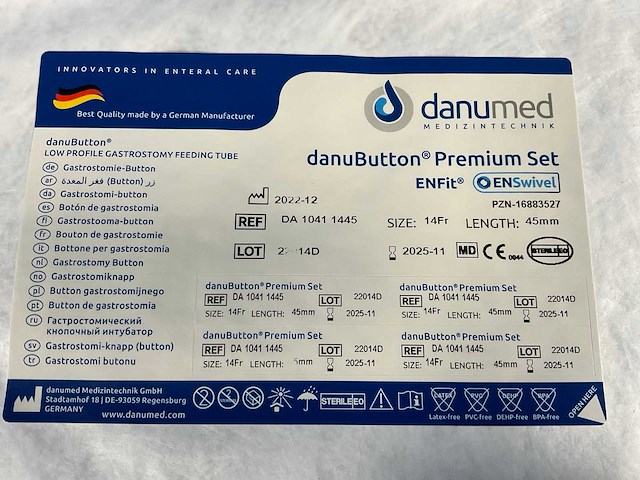 INNOVATORS IN ENTERAL CARE
Best Quality made by a German Manufacturer
danumed
MEDIZINTECHNIK
danuButton®
LOW PROFILE GASTROSTOMY FEEDING TUBE
de Gastrostomie-Button
ar زر (Button) فغر المعدة
da Gastrostomi-button
es Botón de gastrostomia
fi Gastrostooma-button
fr Bouton de gastrostomie
it Bottone per gastrostomia
nl Gastrostomy Button
no Gastrostomiknapp
pl Button gastrostomijnego
pt Button de gastrostomia
ru Гастростомический
кнопочный интубатор
sv Gastrostomi-knapp (button)
tr Gastrostomi butonu
danuButton® Premium Set
ENFit® ENSwivel
PZN-16883527
2022-12
REF DA 1041 1445 SIZE: 14Fr LENGTH: 45mm
LOT 2 14D 2025-11 MD CE 0044 STERILE EO
danuButton® Premium Set
REF DA 1041 1445 LOT 22014D
SIZE: 14Fr LENGTH: 45mm 2025-11
danuButton® Premium Set
REF DA 1041 1445 LOT 22014D
SIZE: 14Fr LENGTH: 45mm 2025-11
danuButton® Premium Set
REF DA 1041 1445 LOT 22014D
SIZE: 14Fr LENGTH: 5mm 2025-11
danuButton® Premium Set
REF DA 1041 1445 LOT 22014D
SIZE: 14Fr LENGTH: 45mm 2025-11
danumed Medizintechnik GmbH
Stadtamhof 18 | DE-93059 Regensburg
GERMANY
www.danumed.com
STERILE EO
LATEX PVC DEHP BPA
Latex-free PVC-free DEHP-free BPA-free
OPEN HERE